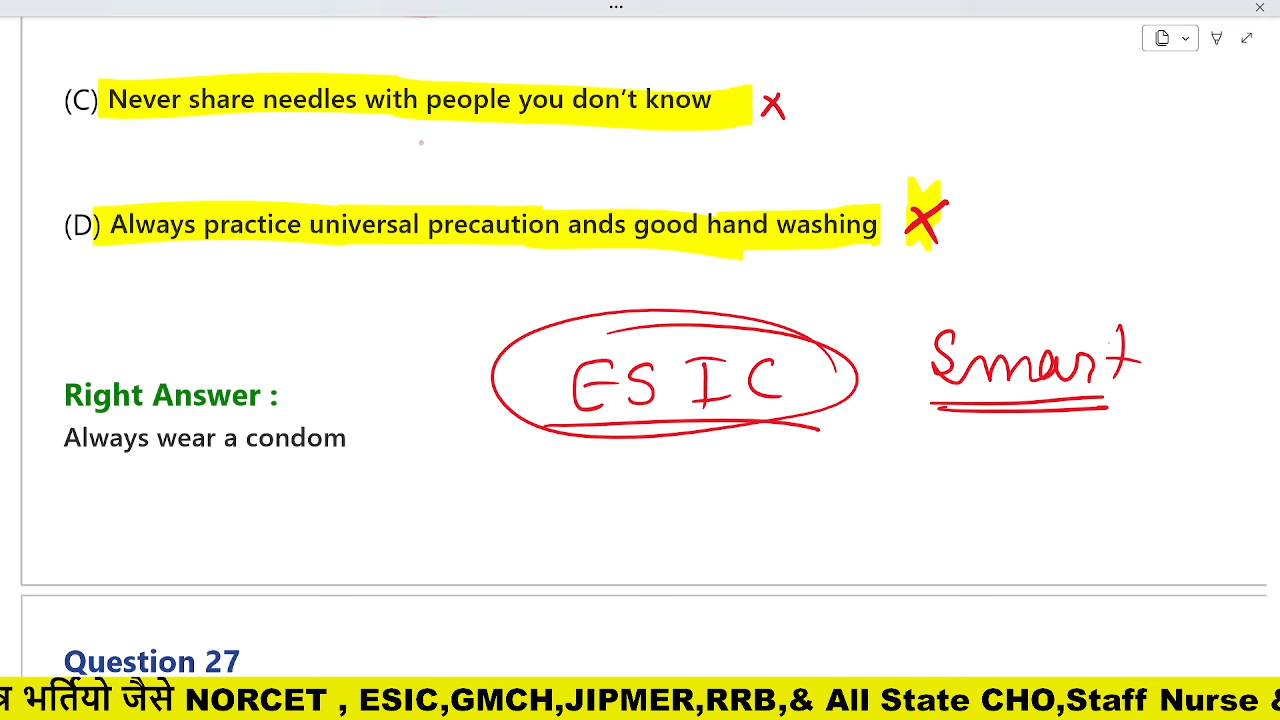 (C) Never share needles with people you don't know
(D) Always practice universal precaution ands good hand washing
ESIC
Smart
Right Answer :
Always wear a condom
Question 27
भर्तियो जैसे NORCET , ESIC,GMCH,JIPMER,RRB,& All State CHO,Staff Nurse &